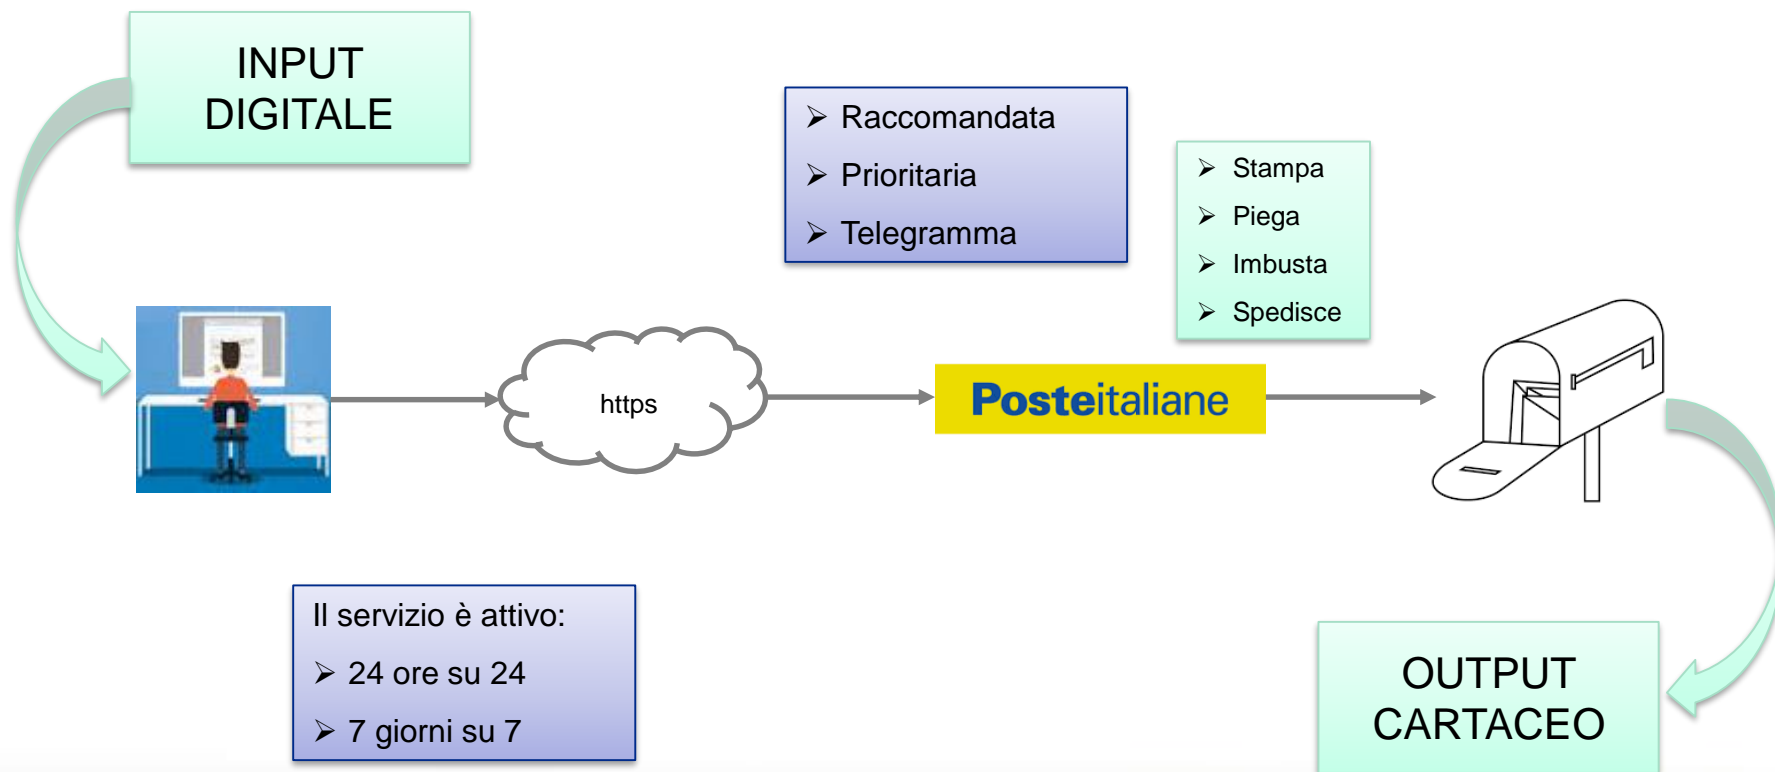 INPUT
DIGITALE
➢ Raccomandata
➢ Prioritaria
➢ Telegramma
➢ Stampa
➢ Piega
➢ Imbusta
➢ Spedisce
https
Posteitaliane
Il servizio è attivo:
➢ 24 ore su 24
➢ 7 giorni su 7
OUTPUT
CARTACEO